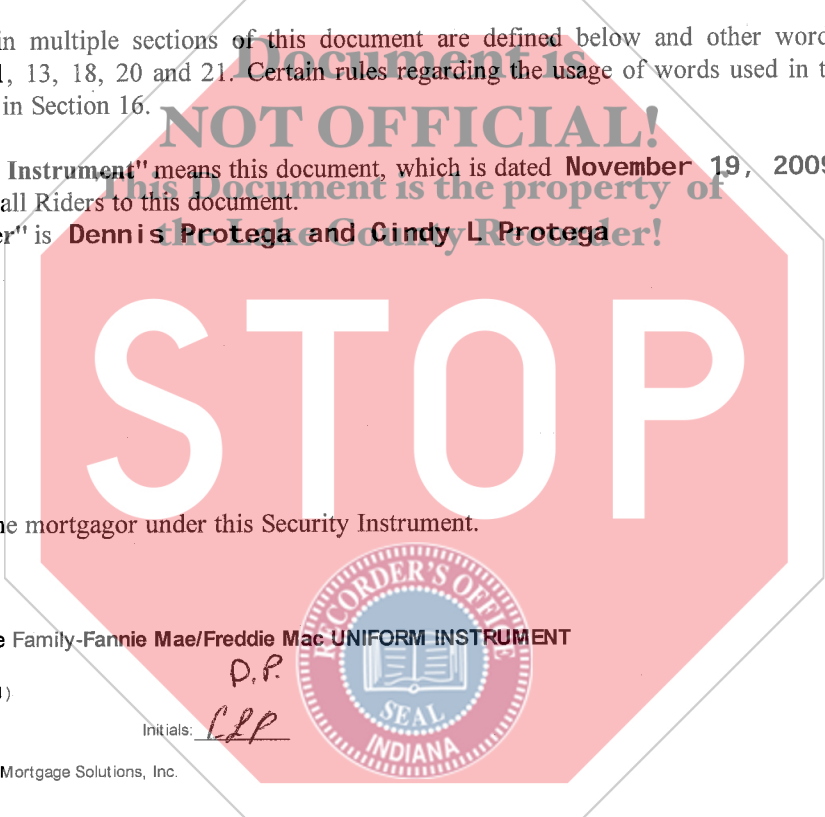 in multiple sections of this document are defined below and other word
, 13, 18, 20 and 21. Certain rules regarding the usage of words used in t
in Section 16.
Document is
NOT OFFICIAL!
Instrument" means this document, which is dated November 19, 2009
This Document is the property of
all Riders to this document.
er" is Dennis Protega and Cindy L Protega
the Lake County Recorder!
STOP
he mortgagor under this Security Instrument.
RECORDER'S OFFICE
e Family-Fannie Mae/Freddie Mac UNIFORM INSTRUMENT
D.P.
1)
Initials: CLP
SEAL
INDIANA
Mortgage Solutions, Inc.